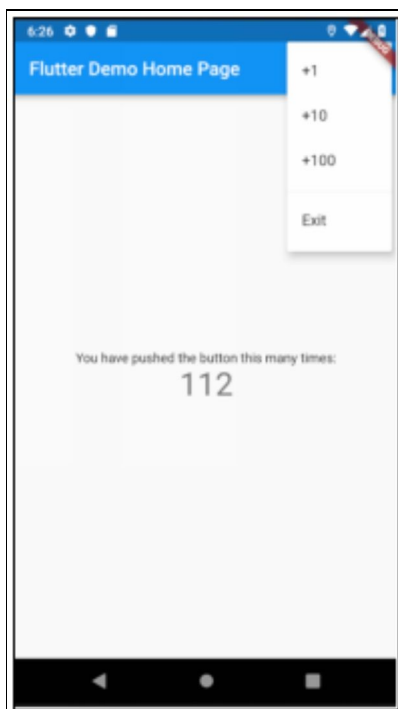 6:26
Flutter Demo Home Page
+1
+10
+100
Exit
You have pushed the button this many times:
112
DEBUG